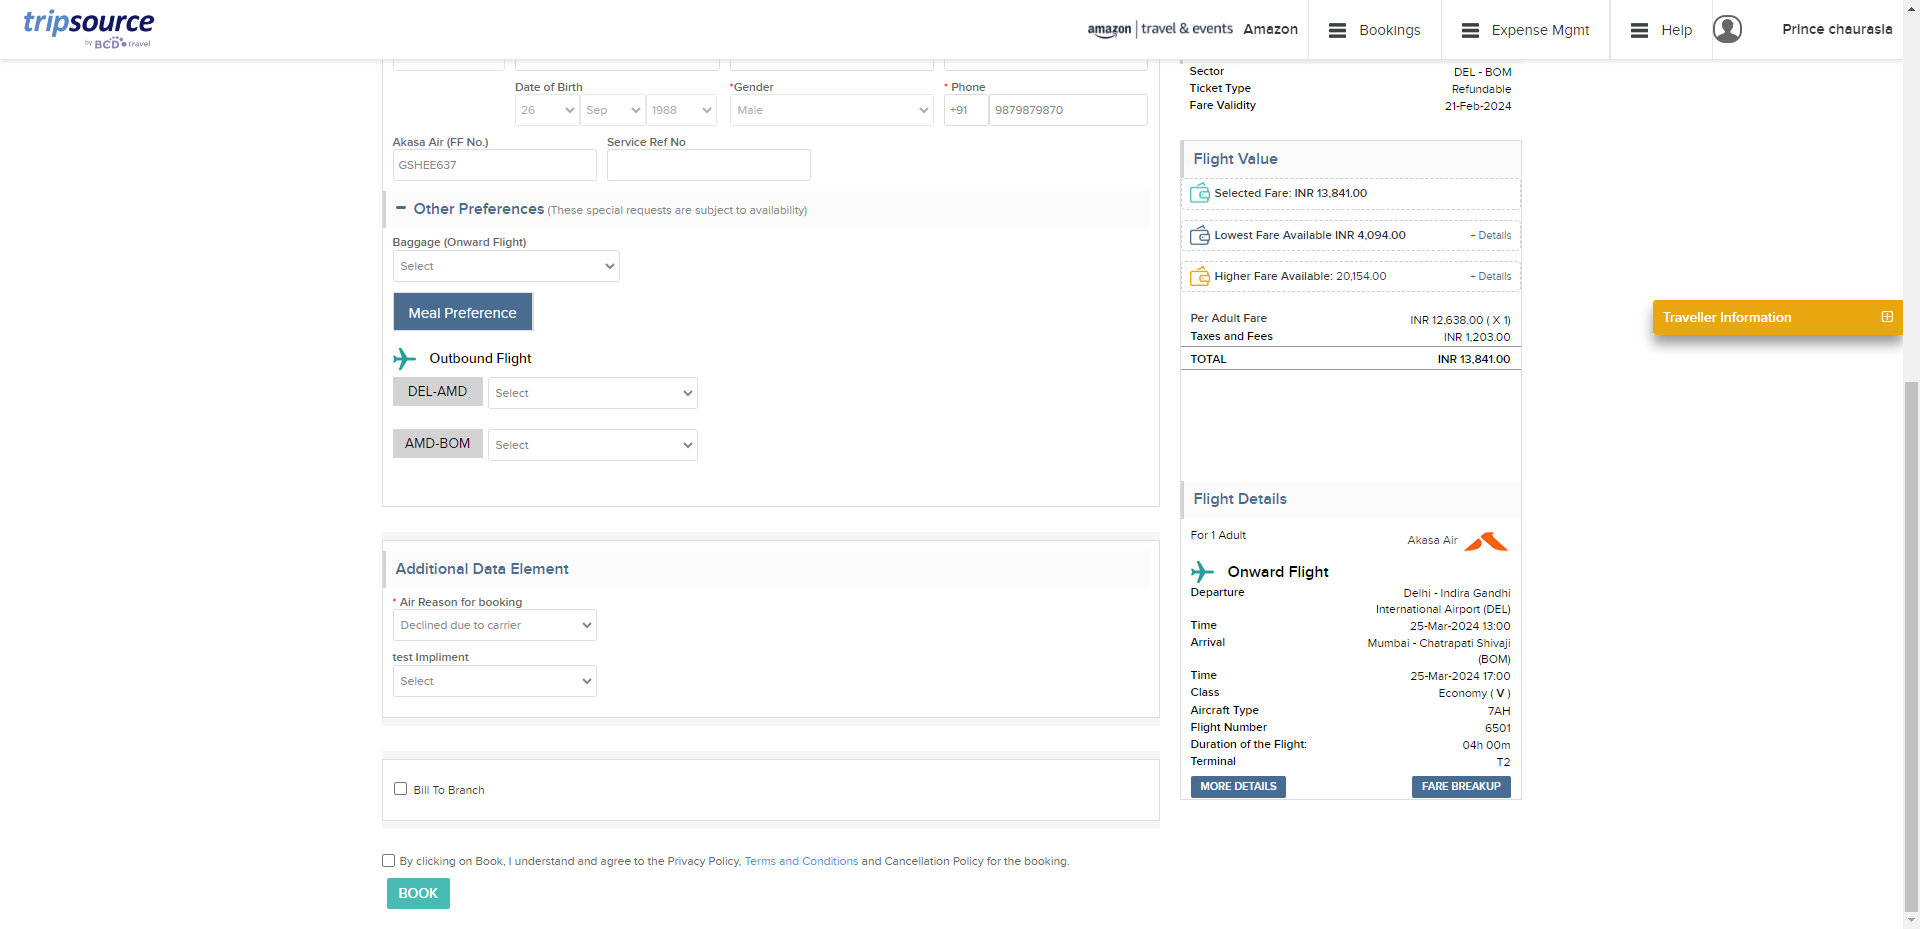 tripsource
by BCD travel
amazon | travel & events Amazon
Bookings
Expense Mgmt
Help
Prince chaurasia
Date of Birth
26 Sep 1988
*Gender
Male
* Phone
+91 9879879870
Akasa Air (FF No.)
GSHEE637
Service Ref No
− Other Preferences (These special requests are subject to availability)
Baggage (Onward Flight)
Select
Meal Preference
Outbound Flight
DEL-AMD Select
AMD-BOM Select
Additional Data Element
* Air Reason for booking
Declined due to carrier
test Impliment
Select
Bill To Branch
By clicking on Book, I understand and agree to the Privacy Policy, Terms and Conditions and Cancellation Policy for the booking.
BOOK
Sector DEL - BOM
Ticket Type Refundable
Fare Validity 21-Feb-2024
Flight Value
Selected Fare: INR 13,841.00
Lowest Fare Available INR 4,094.00 + Details
Higher Fare Available: 20,154.00 + Details
Per Adult Fare INR 12,638.00 ( X 1)
Taxes and Fees INR 1,203.00
TOTAL INR 13,841.00
Flight Details
For 1 Adult Akasa Air
Onward Flight
Departure Delhi - Indira Gandhi
International Airport (DEL)
Time 25-Mar-2024 13:00
Arrival Mumbai - Chatrapati Shivaji
(BOM)
Time 25-Mar-2024 17:00
Class Economy ( V )
Aircraft Type 7AH
Flight Number 6501
Duration of the Flight: 04h 00m
Terminal T2
MORE DETAILS FARE BREAKUP
Traveller Information